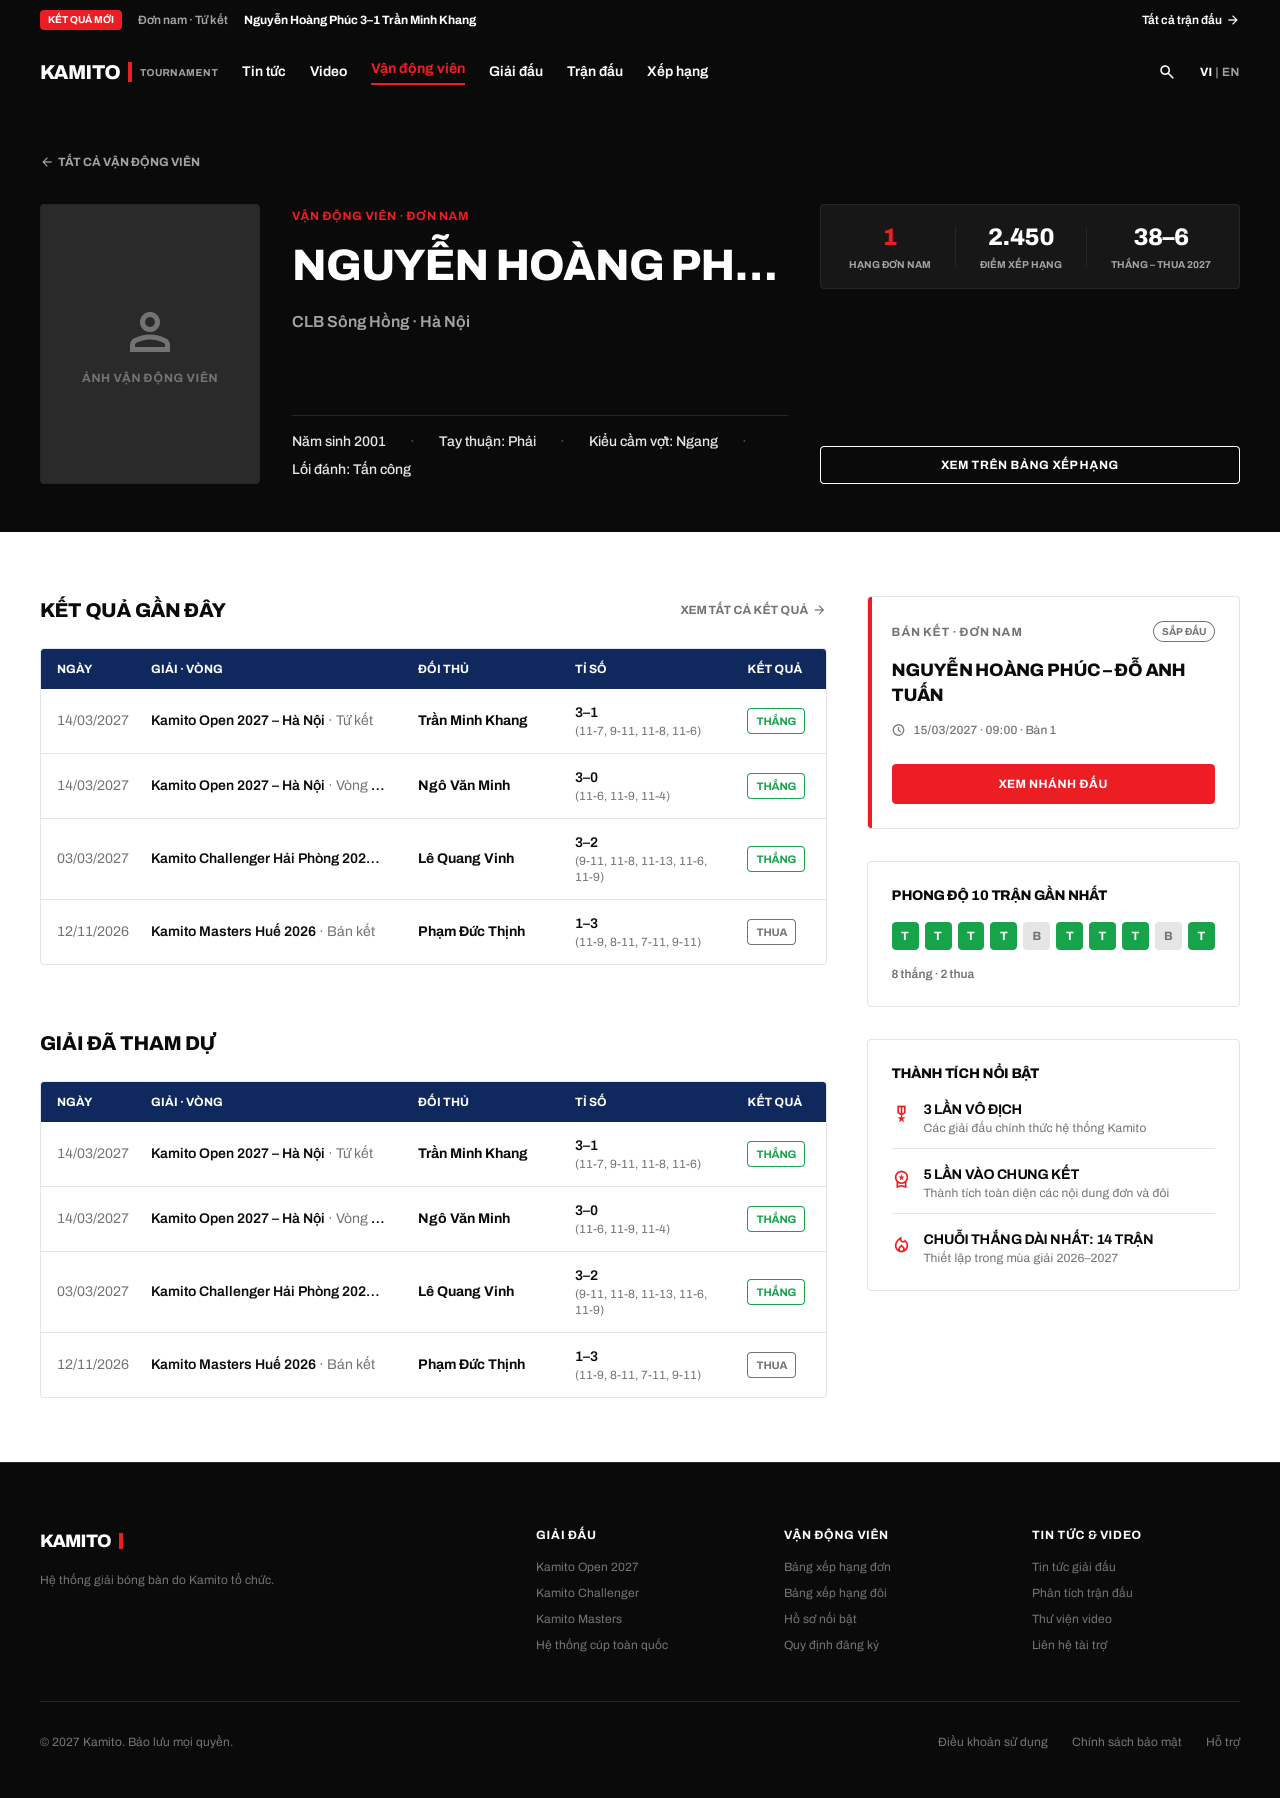 KẾT QUẢ MỚI Đơn nam · Tứ kết Nguyễn Hoàng Phúc 3–1 Trần Minh Khang Tất cả trận đấu →
KAMITO TOURNAMENT Tin tức Video Vận động viên Giải đấu Trận đấu Xếp hạng VI | EN
← TẤT CẢ VẬN ĐỘNG VIÊN
ẢNH VẬN ĐỘNG VIÊN
VẬN ĐỘNG VIÊN · ĐƠN NAM
NGUYỄN HOÀNG PH...
CLB Sông Hồng · Hà Nội
Năm sinh 2001 · Tay thuận: Phải · Kiểu cầm vợt: Ngang ·
Lối đánh: Tấn công
1 2.450 38–6
HẠNG ĐƠN NAM ĐIỂM XẾP HẠNG THẮNG – THUA 2027
XEM TRÊN BẢNG XẾP HẠNG
KẾT QUẢ GẦN ĐÂY XEM TẤT CẢ KẾT QUẢ →
NGÀY GIẢI · VÒNG ĐỐI THỦ TỈ SỐ KẾT QUẢ
14/03/2027 Kamito Open 2027 – Hà Nội · Tứ kết Trần Minh Khang 3–1 THẮNG
(11-7, 9-11, 11-8, 11-6)
14/03/2027 Kamito Open 2027 – Hà Nội · Vòng ... Ngô Văn Minh 3–0 THẮNG
(11-6, 11-9, 11-4)
03/03/2027 Kamito Challenger Hải Phòng 202... Lê Quang Vinh 3–2 THẮNG
(9-11, 11-8, 11-13, 11-6,
11-9)
12/11/2026 Kamito Masters Huế 2026 · Bán kết Phạm Đức Thịnh 1–3 THUA
(11-9, 8-11, 7-11, 9-11)
GIẢI ĐÃ THAM DỰ
NGÀY GIẢI · VÒNG ĐỐI THỦ TỈ SỐ KẾT QUẢ
14/03/2027 Kamito Open 2027 – Hà Nội · Tứ kết Trần Minh Khang 3–1 THẮNG
(11-7, 9-11, 11-8, 11-6)
14/03/2027 Kamito Open 2027 – Hà Nội · Vòng ... Ngô Văn Minh 3–0 THẮNG
(11-6, 11-9, 11-4)
03/03/2027 Kamito Challenger Hải Phòng 202... Lê Quang Vinh 3–2 THẮNG
(9-11, 11-8, 11-13, 11-6,
11-9)
12/11/2026 Kamito Masters Huế 2026 · Bán kết Phạm Đức Thịnh 1–3 THUA
(11-9, 8-11, 7-11, 9-11)
BÁN KẾT · ĐƠN NAM SẮP ĐẤU
NGUYỄN HOÀNG PHÚC – ĐỖ ANH
TUẤN
15/03/2027 · 09:00 · Bàn 1
XEM NHÁNH ĐẤU
PHONG ĐỘ 10 TRẬN GẦN NHẤT
T T T T B T T T B T
8 thắng · 2 thua
THÀNH TÍCH NỔI BẬT
3 LẦN VÔ ĐỊCH
Các giải đấu chính thức hệ thống Kamito
5 LẦN VÀO CHUNG KẾT
Thành tích toàn diện các nội dung đơn và đôi
CHUỖI THẮNG DÀI NHẤT: 14 TRẬN
Thiết lập trong mùa giải 2026–2027
KAMITO
Hệ thống giải bóng bàn do Kamito tổ chức.
GIẢI ĐẤU
Kamito Open 2027
Kamito Challenger
Kamito Masters
Hệ thống cúp toàn quốc
VẬN ĐỘNG VIÊN
Bảng xếp hạng đơn
Bảng xếp hạng đôi
Hồ sơ nổi bật
Quy định đăng ký
TIN TỨC & VIDEO
Tin tức giải đấu
Phân tích trận đấu
Thư viện video
Liên hệ tài trợ
© 2027 Kamito. Bảo lưu mọi quyền. Điều khoản sử dụng Chính sách bảo mật Hỗ trợ